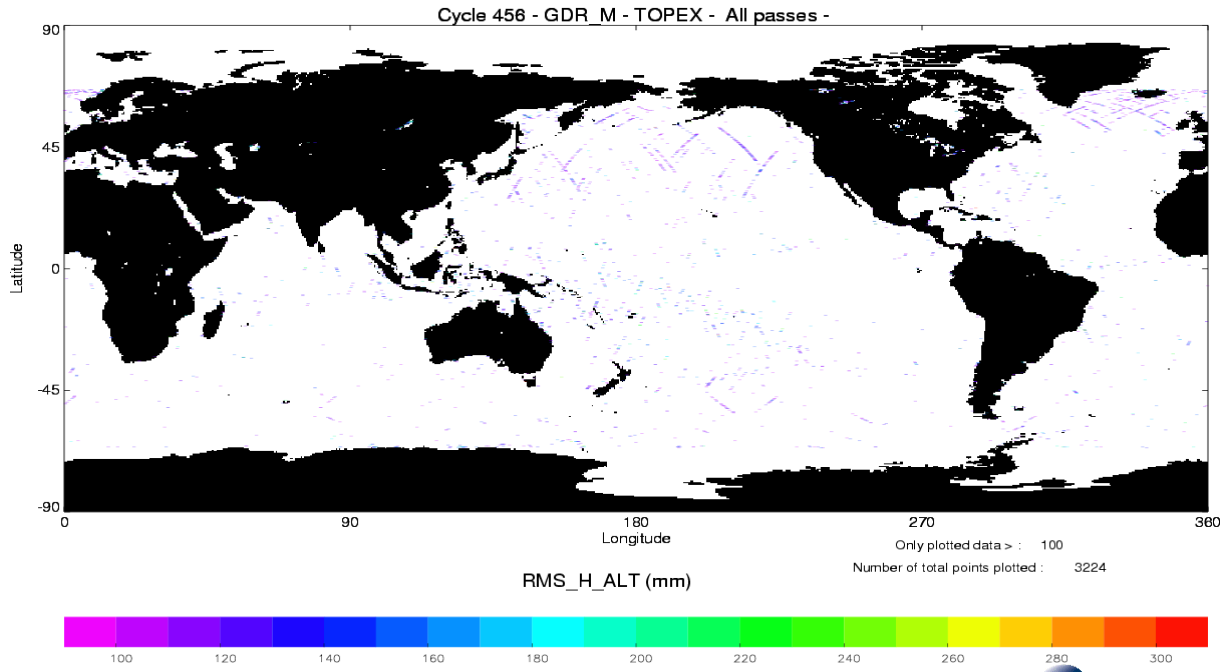 Cycle 456 - GDR_M - TOPEX - All passes -
90
45
0
-45
-90
Latitude
0 90 180 270 360
Longitude
Only plotted data > : 100
Number of total points plotted : 3224
RMS_H_ALT (mm)
100 120 140 160 180 200 220 240 260 280 300